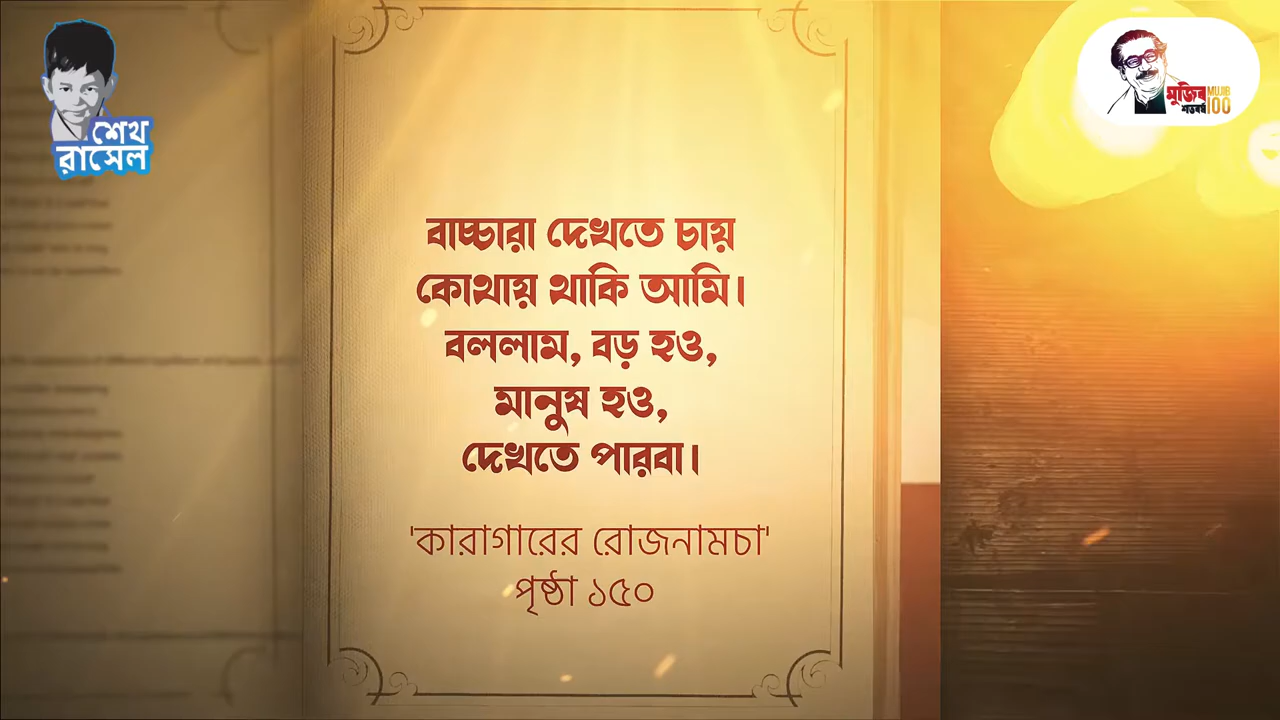 শেখ
রাসেল
মুজিব
শতবর্ষ
MUJIB
100
বাচ্চারা দেখতে চায়
কোথায় থাকি আমি।
বললাম, বড় হও,
মানুষ হও,
দেখতে পারবা।
'কারাগারের রোজনামচা'
পৃষ্ঠা ১৫০